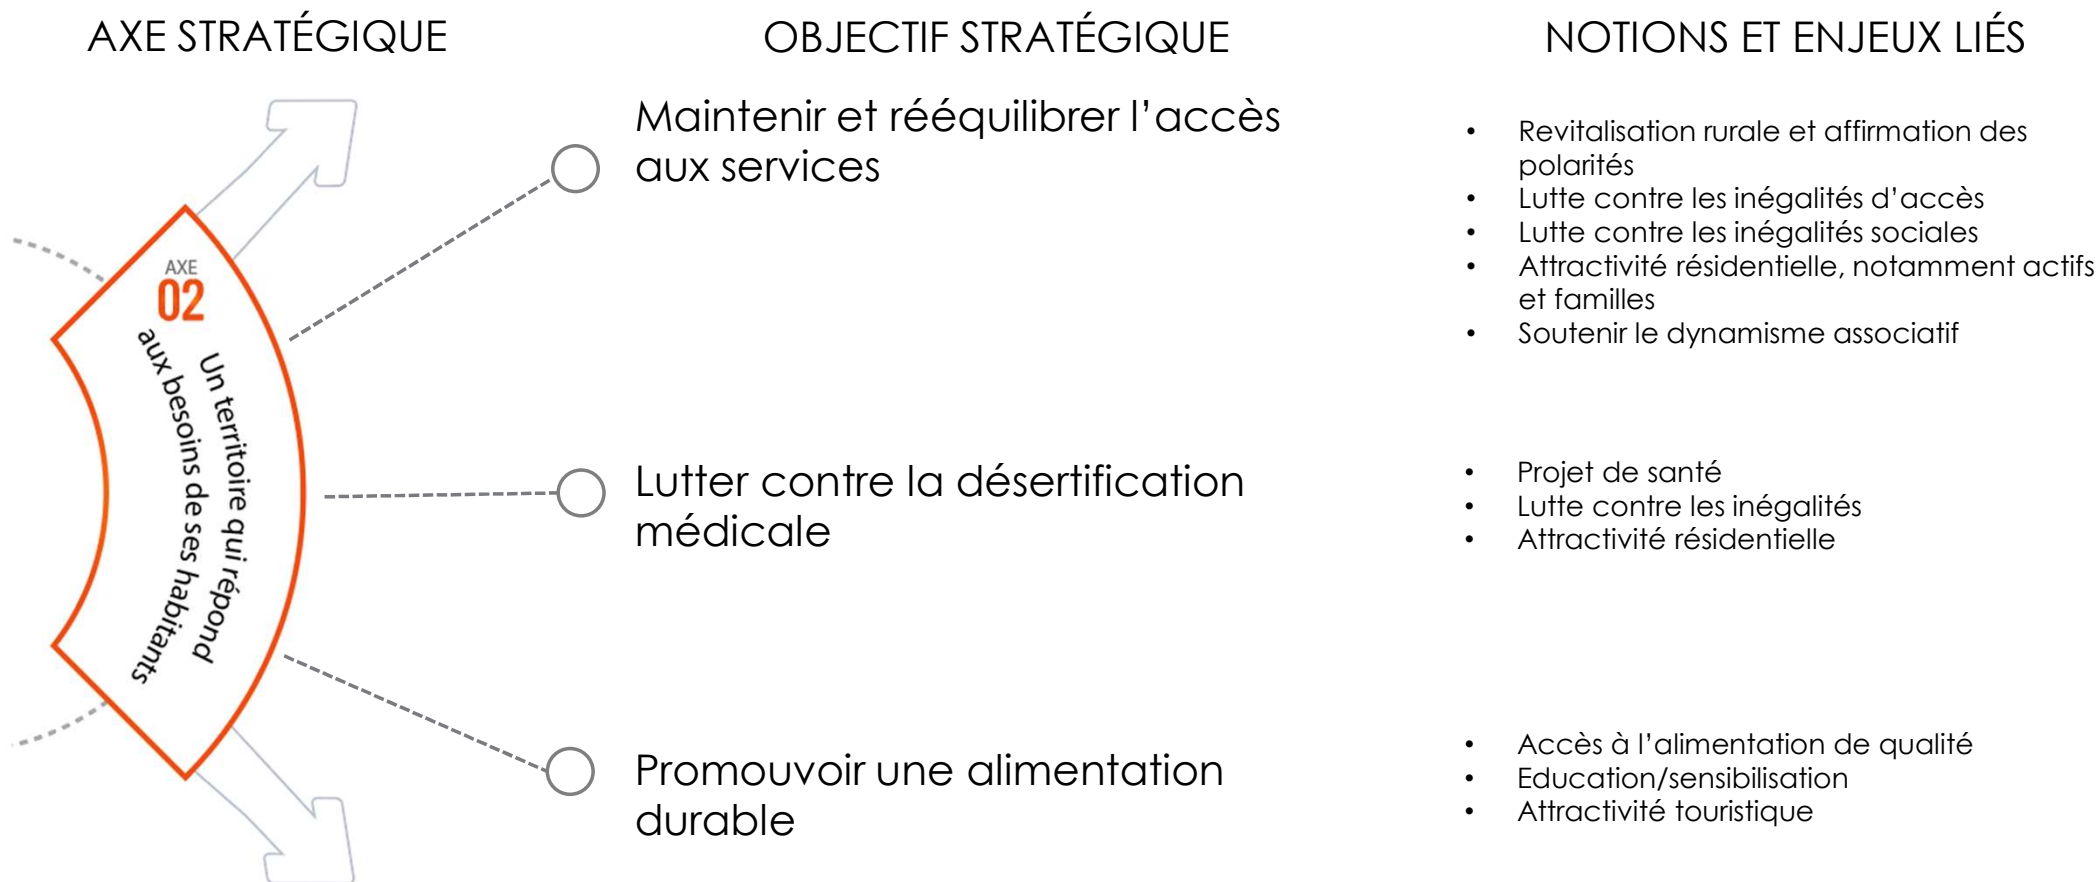 AXE STRATÉGIQUE
OBJECTIF STRATÉGIQUE
NOTIONS ET ENJEUX LIÉS
AXE
02
Un territoire qui répond
aux besoins de ses habitants
Maintenir et rééquilibrer l’accès
aux services
• Revitalisation rurale et affirmation des
polarités
• Lutte contre les inégalités d’accès
• Lutte contre les inégalités sociales
• Attractivité résidentielle, notamment actifs
et familles
• Soutenir le dynamisme associatif
Lutter contre la désertification
médicale
• Projet de santé
• Lutte contre les inégalités
• Attractivité résidentielle
Promouvoir une alimentation
durable
• Accès à l’alimentation de qualité
• Education/sensibilisation
• Attractivité touristique